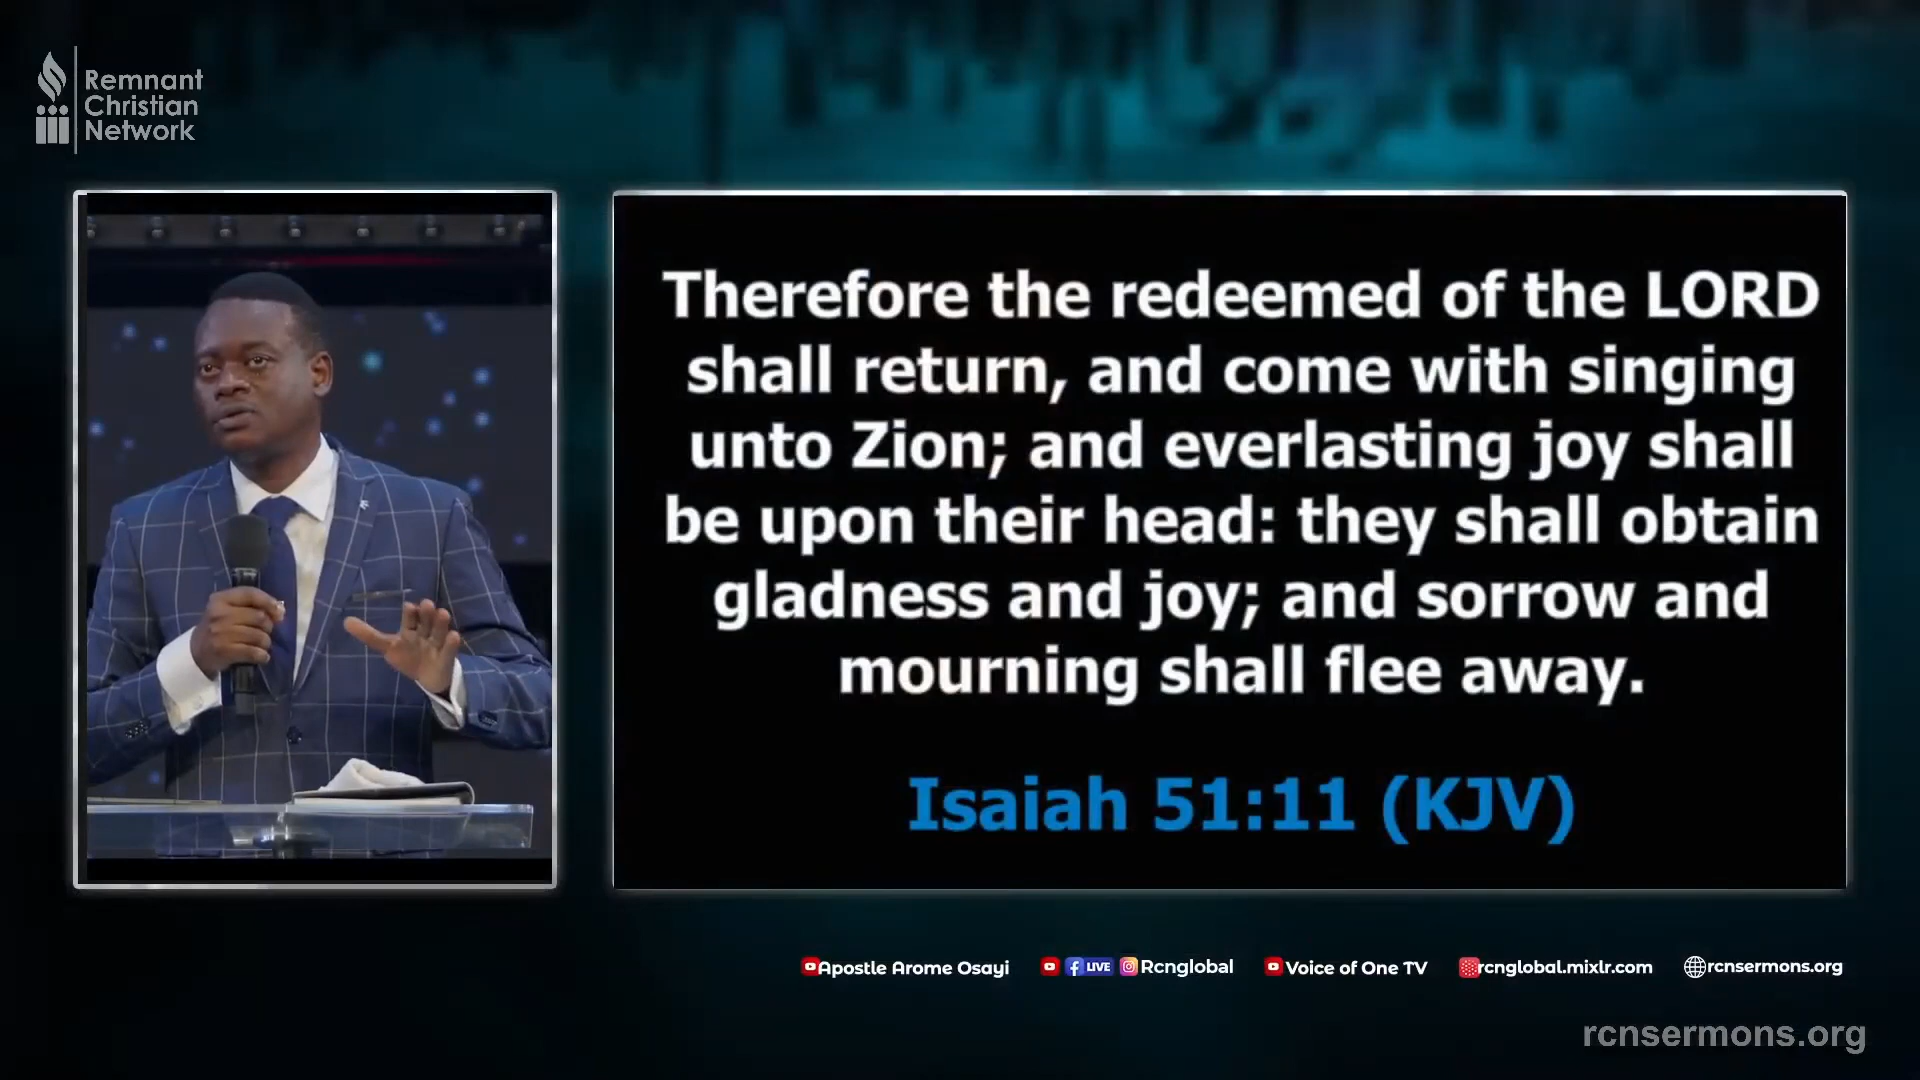 Remnant
Christian
Network
Therefore the redeemed of the LORD
shall return, and come with singing
unto Zion; and everlasting joy shall
be upon their head: they shall obtain
gladness and joy; and sorrow and
mourning shall flee away.
Isaiah 51:11 (KJV)
Apostle Arome Osayi LIVE Rcnglobal Voice of One TV rcnglobal.mixlr.com rcnsermons.org
rcnsermons.org